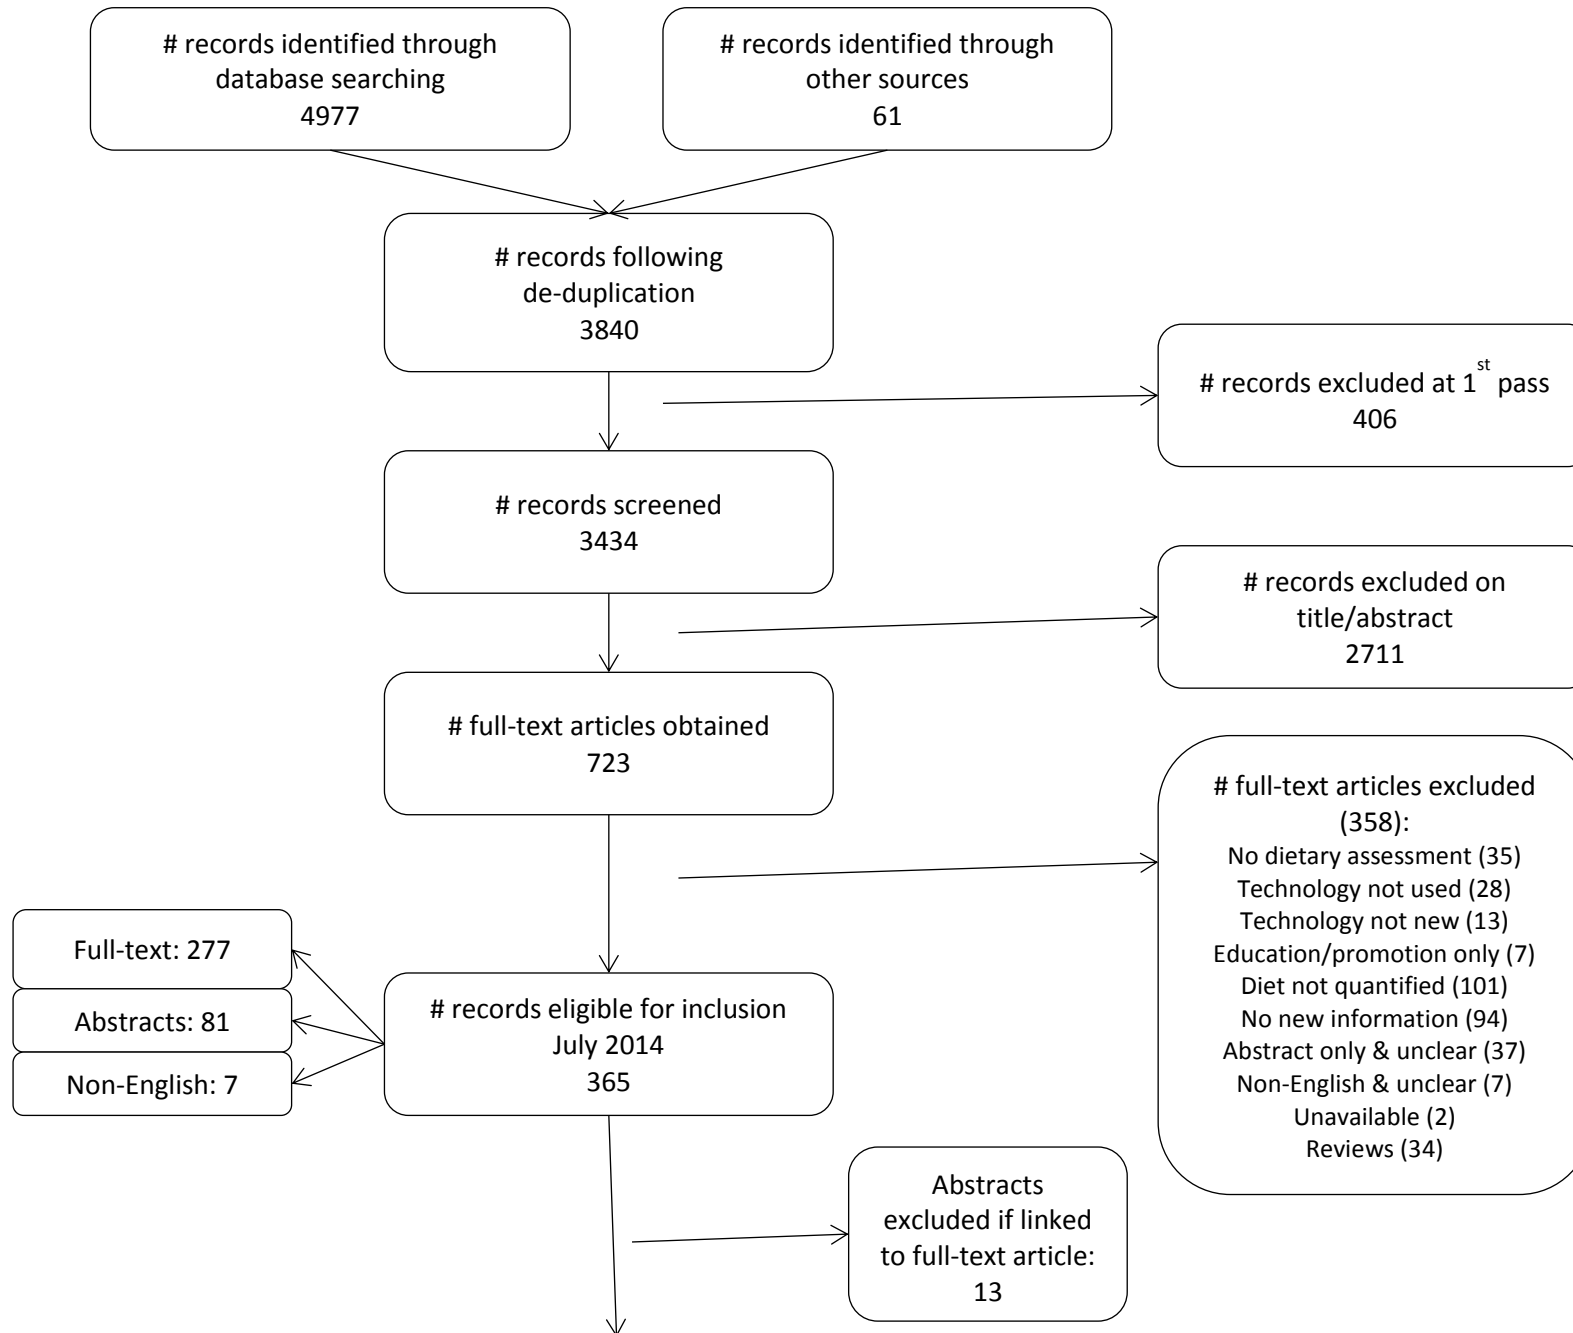 # records identified through
database searching
4977
# records identified through
other sources
61
# records following
de-duplication
3840
# records excluded at 1st pass
406
# records screened
3434
# records excluded on
title/abstract
2711
# full-text articles obtained
723
# full-text articles excluded
(358):
No dietary assessment (35)
Technology not used (28)
Technology not new (13)
Education/promotion only (7)
Diet not quantified (101)
No new information (94)
Abstract only & unclear (37)
Non-English & unclear (7)
Unavailable (2)
Reviews (34)
Full-text: 277
Abstracts: 81
Non-English: 7
# records eligible for inclusion
July 2014
365
Abstracts
excluded if linked
to full-text article:
13